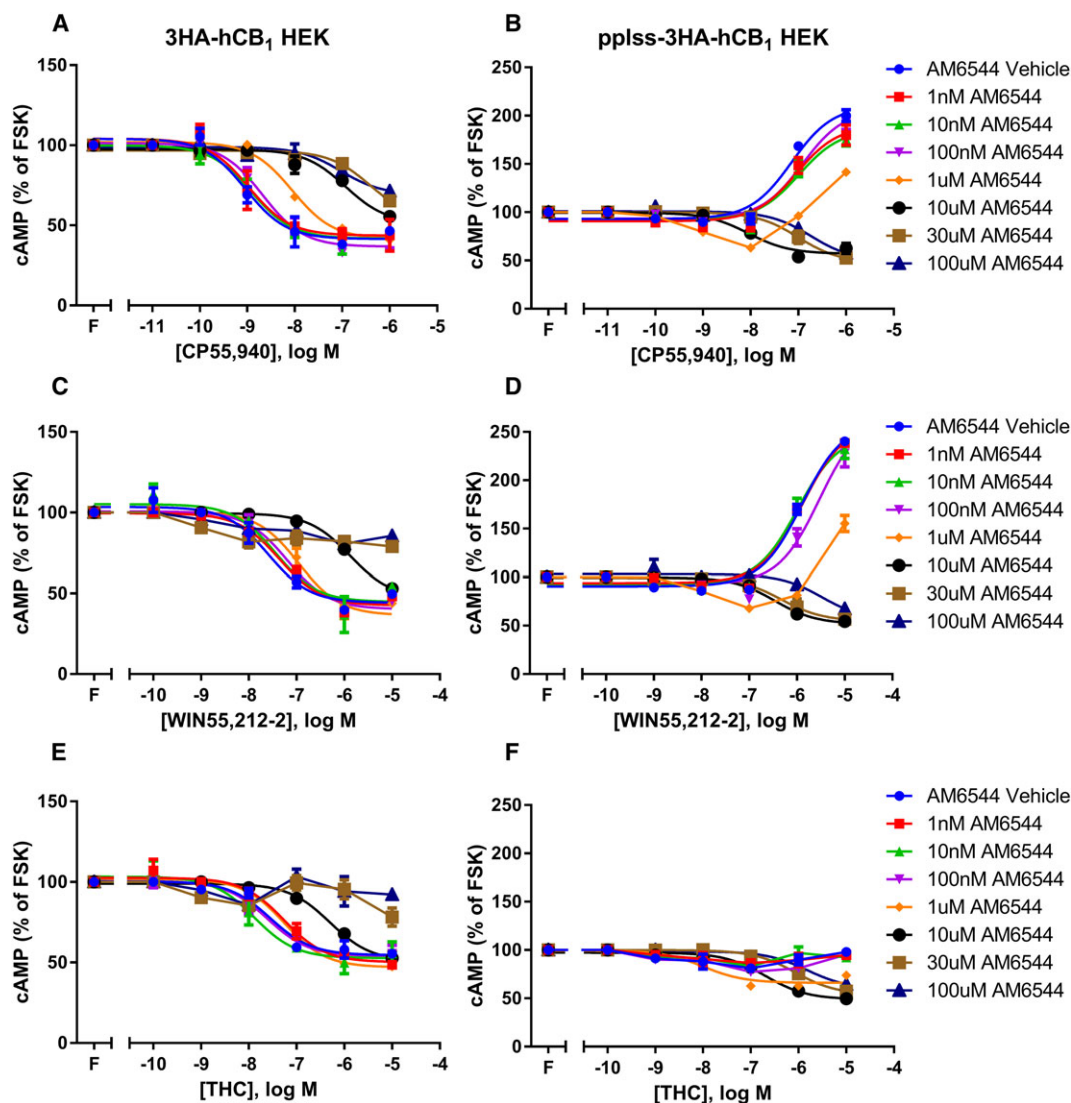 A
3HA-hCB₁ HEK
150
100
50
0
cAMP (% of FSK)
F -11 -10 -9 -8 -7 -6 -5
[CP55,940], log M
B
pplss-3HA-hCB₁ HEK
250
200
150
100
50
0
cAMP (% of FSK)
F -11 -10 -9 -8 -7 -6 -5
[CP55,940], log M
AM6544 Vehicle
1nM AM6544
10nM AM6544
100nM AM6544
1uM AM6544
10uM AM6544
30uM AM6544
100uM AM6544
C
150
100
50
0
cAMP (% of FSK)
F -10 -9 -8 -7 -6 -5 -4
[WIN55,212-2], log M
D
250
200
150
100
50
0
cAMP (% of FSK)
F -10 -9 -8 -7 -6 -5 -4
[WIN55,212-2], log M
AM6544 Vehicle
1nM AM6544
10nM AM6544
100nM AM6544
1uM AM6544
10uM AM6544
30uM AM6544
100uM AM6544
E
150
100
50
0
cAMP (% of FSK)
F -10 -9 -8 -7 -6 -5 -4
[THC], log M
F
250
200
150
100
50
0
cAMP (% of FSK)
F -10 -9 -8 -7 -6 -5 -4
[THC], log M
AM6544 Vehicle
1nM AM6544
10nM AM6544
100nM AM6544
1uM AM6544
10uM AM6544
30uM AM6544
100uM AM6544